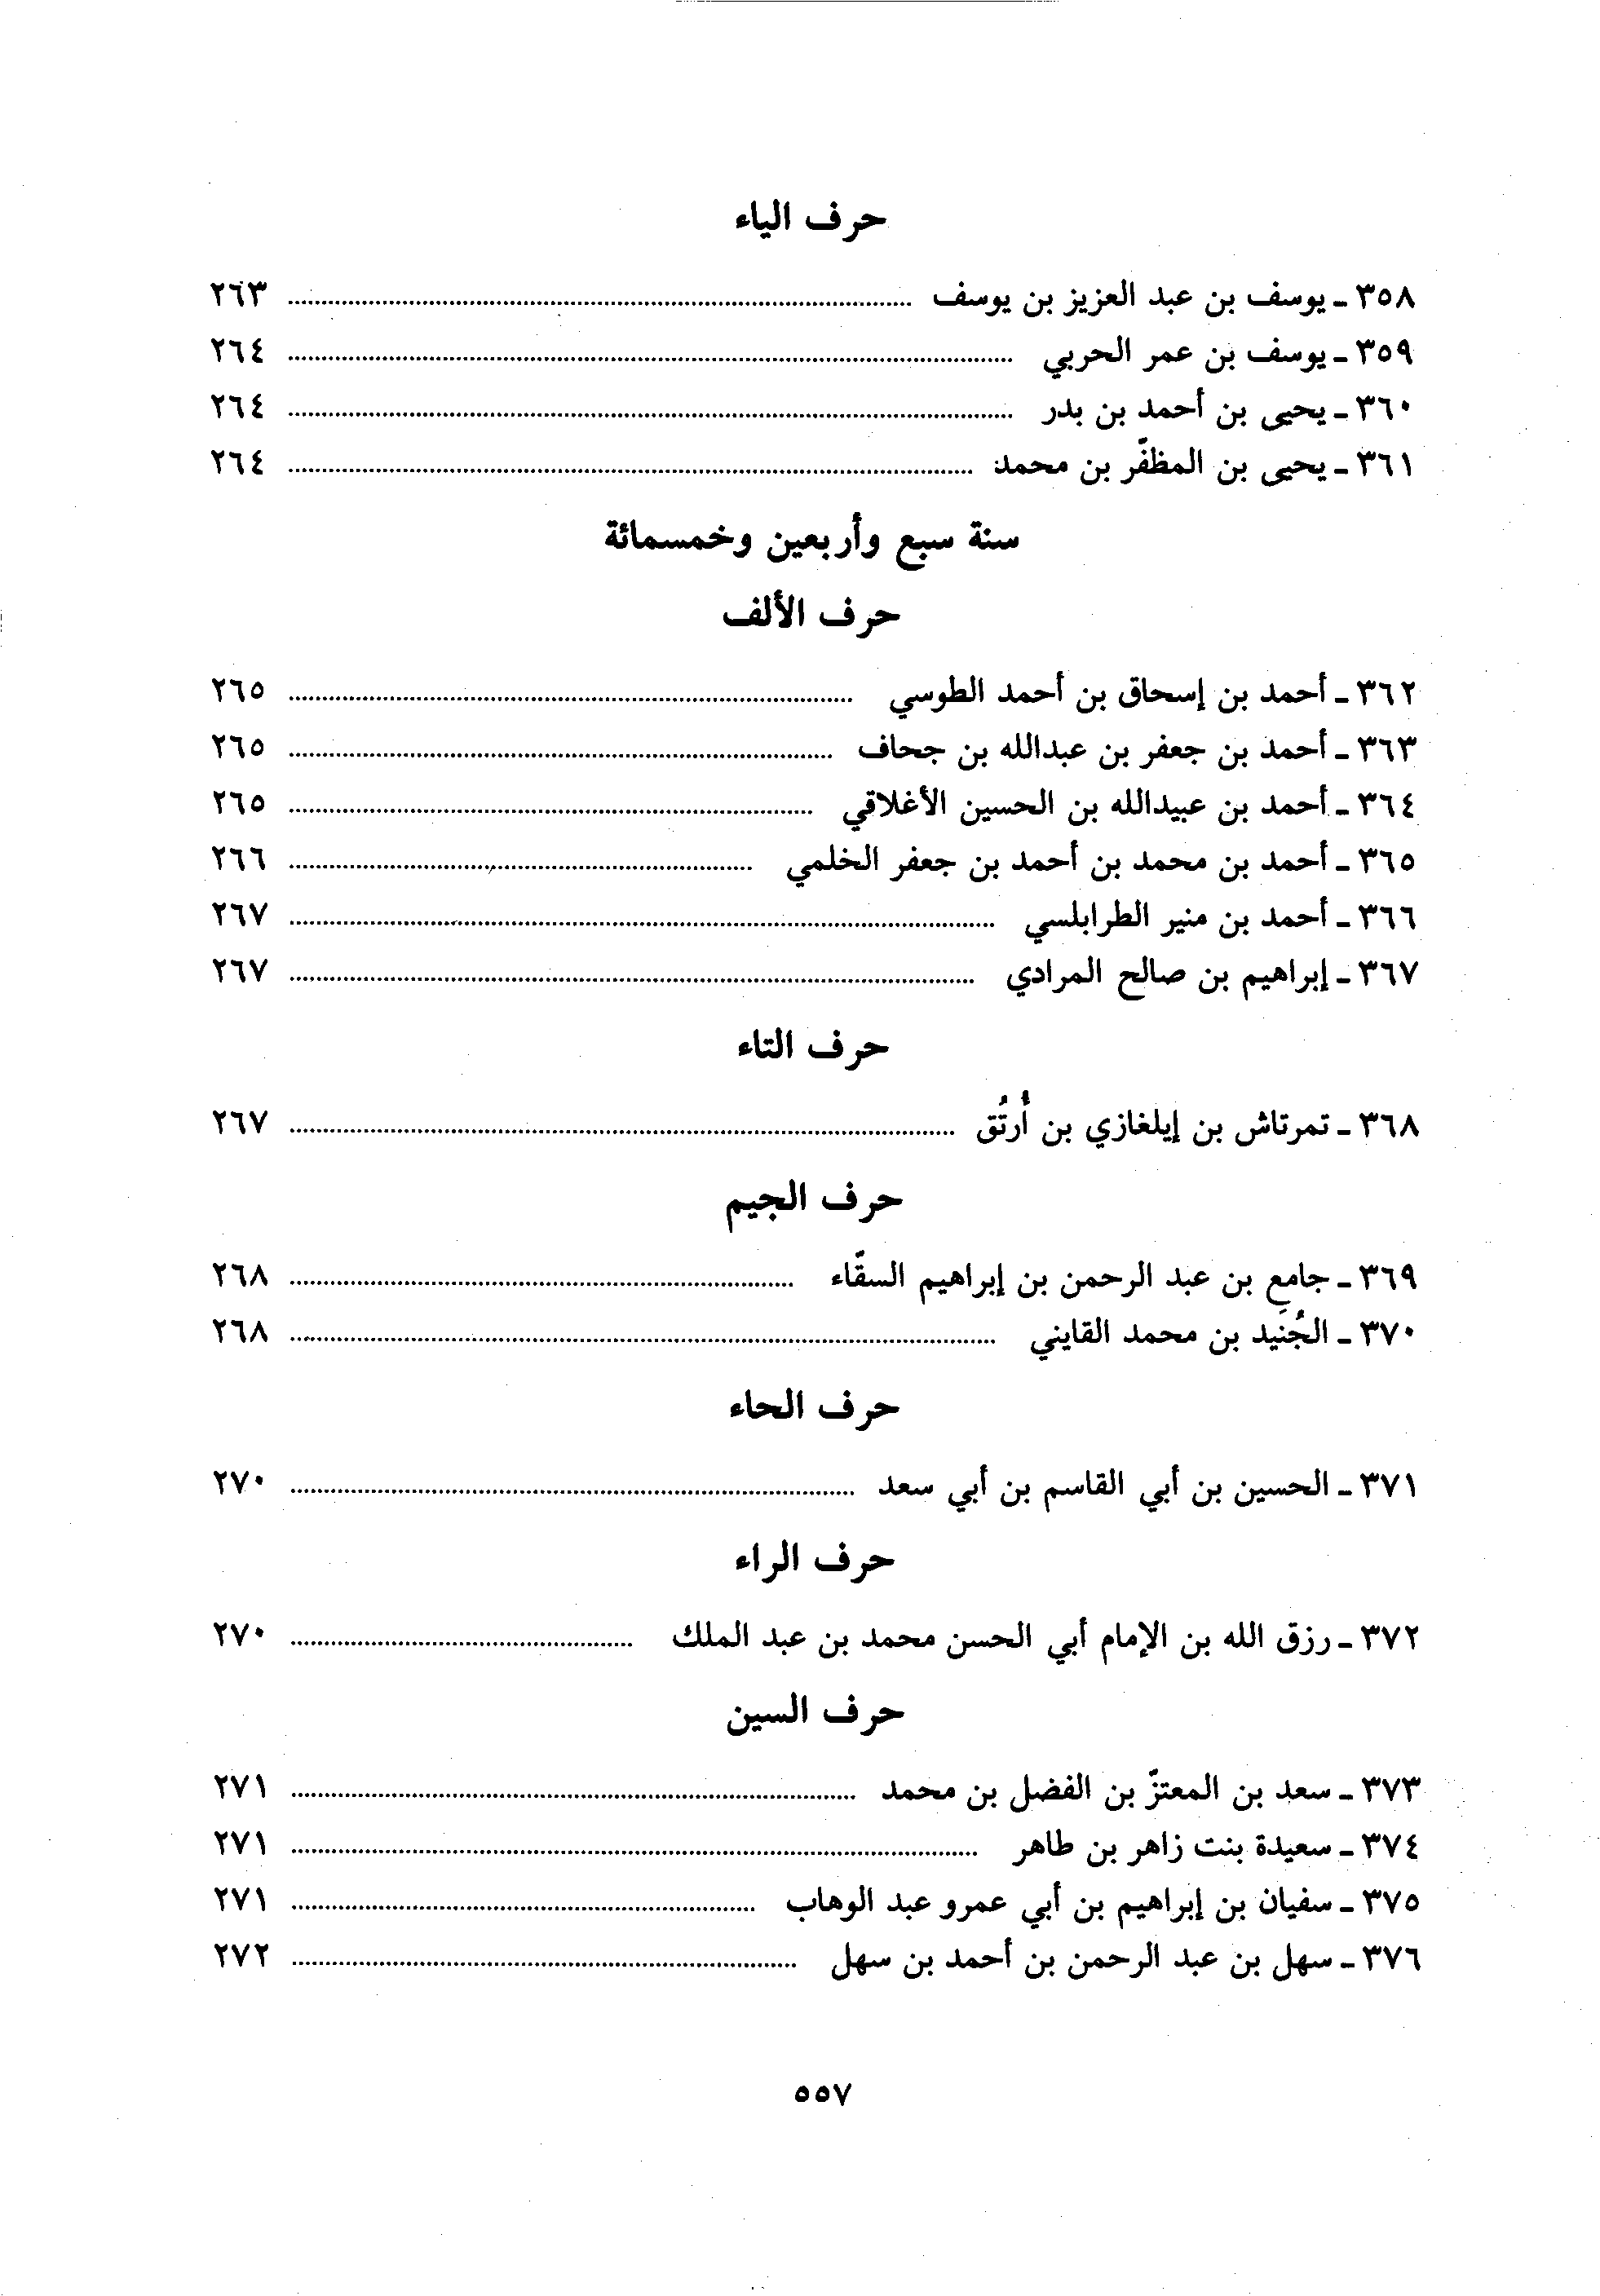 حرف الياء
٣٥٨ ـ يوسف بن عبد العزيز بن يوسف ........ ٢٦٣
٣٥٩ ـ يوسف بن عمر الحربي ........ ٢٦٤
٣٦٠ ـ يحيى بن أحمد بن بدر ........ ٢٦٤
٣٦١ ـ يحيى بن المظفّر بن محمد ........ ٢٦٤
سنة سبع وأربعين وخمسمائة
حرف الألف
٣٦٢ ـ أحمد بن إسحاق بن أحمد الطوسي ........ ٢٦٥
٣٦٣ ـ أحمد بن جعفر بن عبدالله بن جحاف ........ ٢٦٥
٣٦٤ ـ أحمد بن عبيدالله بن الحسين الأغلاقي ........ ٢٦٥
٣٦٥ ـ أحمد بن محمد بن أحمد بن جعفر الخلمي ........ ٢٦٦
٣٦٦ ـ أحمد بن منير الطرابلسي ........ ٢٦٧
٣٦٧ ـ إبراهيم بن صالح المرادي ........ ٢٦٧
حرف التاء
٣٦٨ ـ تمرتاش بن إيلغازي بن أُرتُق ........ ٢٦٧
حرف الجيم
٣٦٩ ـ جامِع بن عبد الرحمن بن إبراهيم السقّاء ........ ٢٦٨
٣٧٠ ـ الجُنَيد بن محمد القايني ........ ٢٦٨
حرف الحاء
٣٧١ ـ الحسين بن أبي القاسم بن أبي سعد ........ ٢٧٠
حرف الراء
٣٧٢ ـ رزق الله بن الإمام أبي الحسن محمد بن عبد الملك ........ ٢٧٠
حرف السين
٣٧٣ ـ سعد بن المعتزّ بن الفضل بن محمد ........ ٢٧١
٣٧٤ ـ سعيدة بنت زاهر بن طاهر ........ ٢٧١
٣٧٥ ـ سفيان بن إبراهيم بن أبي عمرو عبد الوهاب ........ ٢٧١
٣٧٦ ـ سهل بن عبد الرحمن بن أحمد بن سهل ........ ٢٧٢
٥٥٧